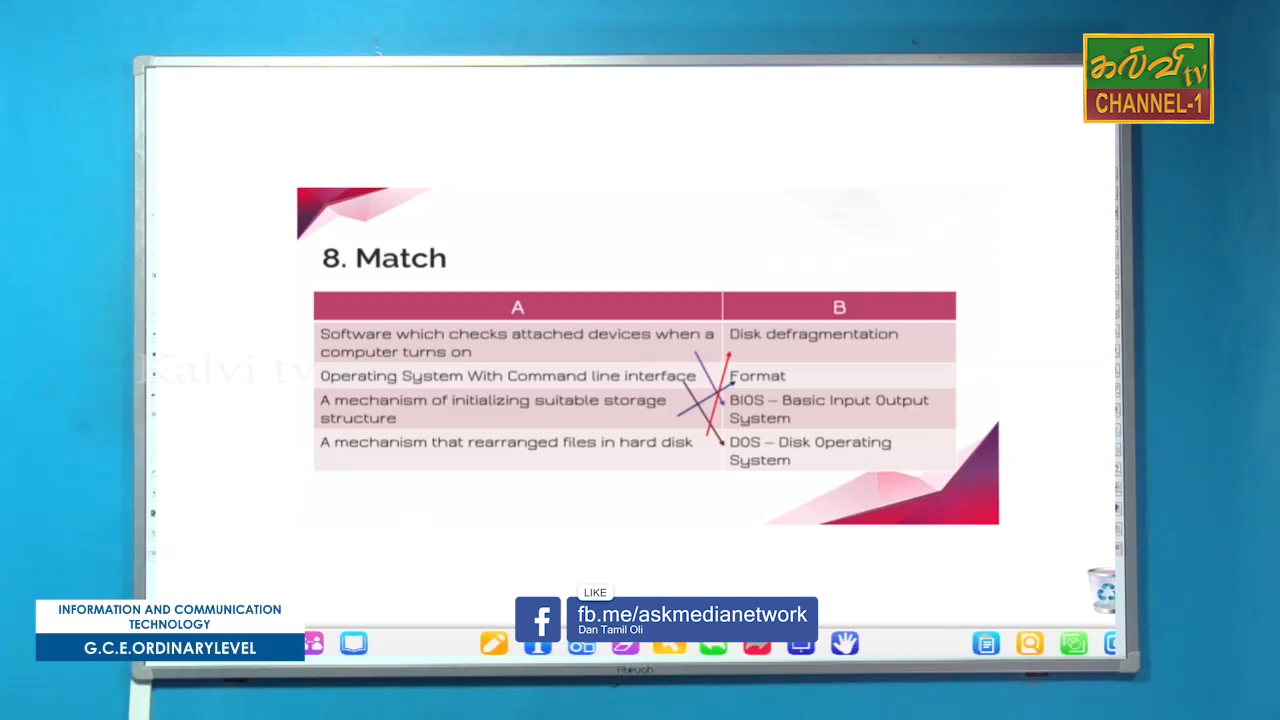 கல்வி tv
CHANNEL-1
8. Match
A
B
Software which checks attached devices when a
computer turns on
Disk defragmentation
Operating System With Command line interface
Format
A mechanism of initializing suitable storage
structure
BIOS – Basic Input Output
System
A mechanism that rearranged files in hard disk
DOS – Disk Operating
System
Kalvi tv
INFORMATION AND COMMUNICATION
TECHNOLOGY
G.C.E.ORDINARYLEVEL
LIKE
fb.me/askmedianetwork
Dan Tamil Oli